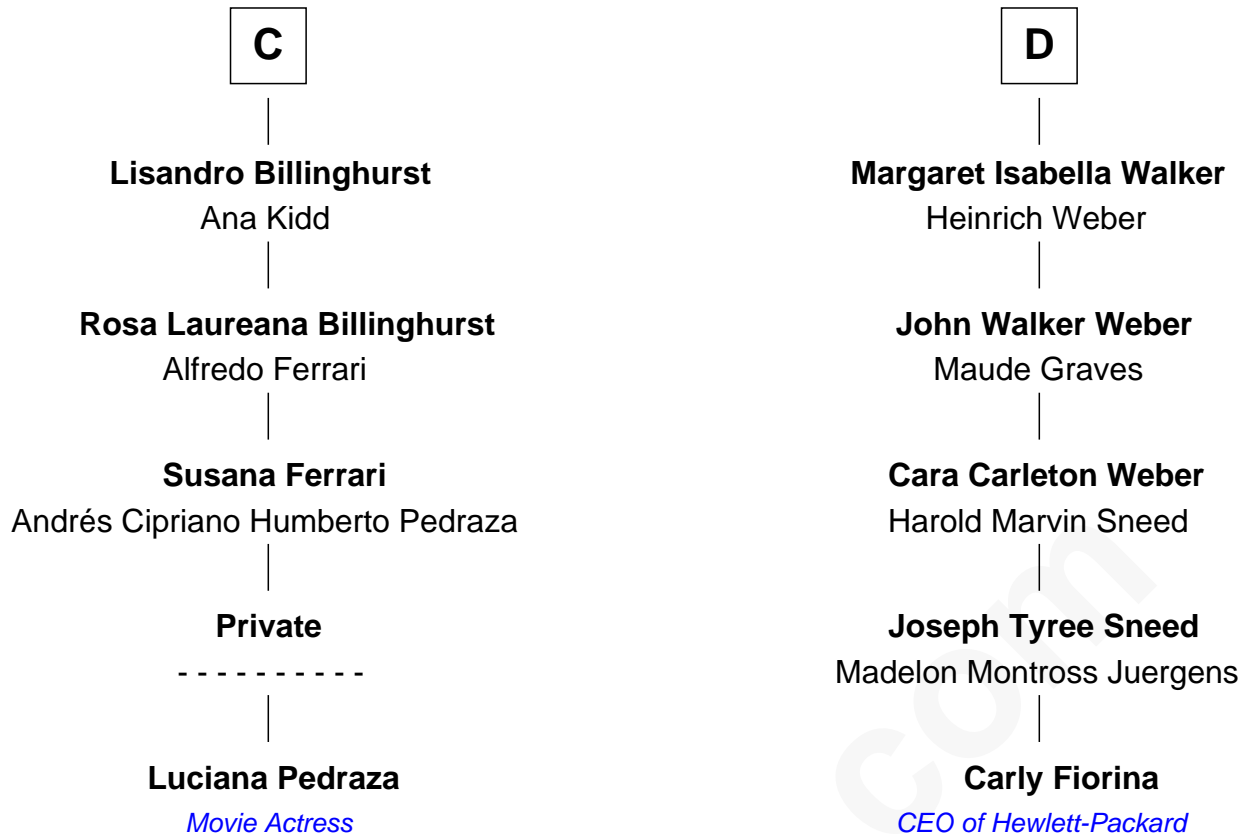 C
Lisandro Billinghurst
Ana Kidd
Rosa Laureana Billinghurst
Alfredo Ferrari
Susana Ferrari
Andrés Cipriano Humberto Pedraza
Private
- - - - - - - - - -
Luciana Pedraza
Movie Actress
D
Margaret Isabella Walker
Heinrich Weber
John Walker Weber
Maude Graves
Cara Carleton Weber
Harold Marvin Sneed
Joseph Tyree Sneed
Madelon Montross Juergens
Carly Fiorina
CEO of Hewlett-Packard
com